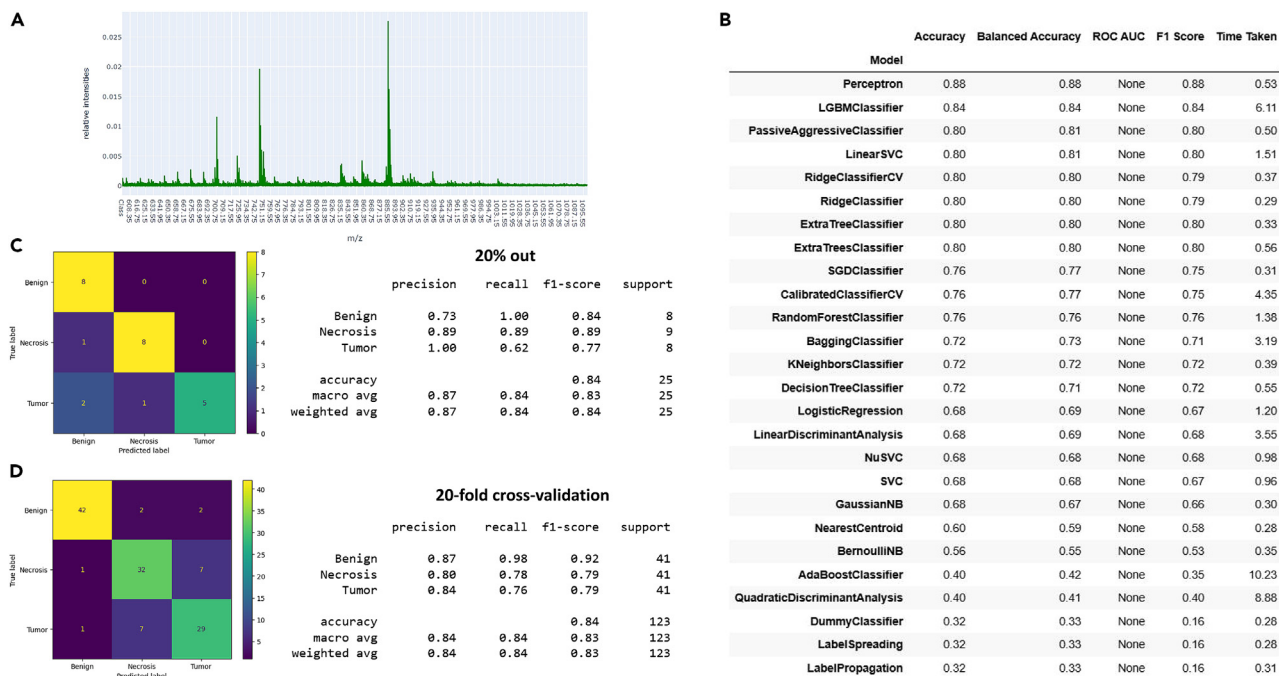 A
relative intensities
0.025
0.02
0.015
0.01
0.005
0
Class
m/z
B
Accuracy Balanced Accuracy ROC AUC F1 Score Time Taken
Model
Perceptron 0.88 0.88 None 0.88 0.53
LGBMClassifier 0.84 0.84 None 0.84 6.11
PassiveAggressiveClassifier 0.80 0.81 None 0.80 0.50
LinearSVC 0.80 0.81 None 0.80 1.51
RidgeClassifierCV 0.80 0.80 None 0.79 0.37
RidgeClassifier 0.80 0.80 None 0.79 0.29
ExtraTreeClassifier 0.80 0.80 None 0.80 0.33
ExtraTreesClassifier 0.80 0.80 None 0.80 0.56
SGDClassifier 0.76 0.77 None 0.75 0.31
CalibratedClassifierCV 0.76 0.77 None 0.75 4.35
RandomForestClassifier 0.76 0.76 None 0.76 1.38
BaggingClassifier 0.72 0.73 None 0.71 3.19
KNeighborsClassifier 0.72 0.72 None 0.72 0.39
DecisionTreeClassifier 0.72 0.71 None 0.72 0.55
LogisticRegression 0.68 0.69 None 0.67 1.20
LinearDiscriminantAnalysis 0.68 0.69 None 0.68 3.55
NuSVC 0.68 0.68 None 0.68 0.98
SVC 0.68 0.68 None 0.67 0.96
GaussianNB 0.68 0.67 None 0.66 0.30
NearestCentroid 0.60 0.59 None 0.58 0.28
BernoulliNB 0.56 0.55 None 0.53 0.35
AdaBoostClassifier 0.40 0.42 None 0.35 10.23
QuadraticDiscriminantAnalysis 0.40 0.41 None 0.40 8.88
DummyClassifier 0.32 0.33 None 0.16 0.28
LabelSpreading 0.32 0.33 None 0.16 0.28
LabelPropagation 0.32 0.33 None 0.16 0.31
C
True label
Benign 8 0 0
Necrosis 1 8 0
Tumor 2 1 5
Benign Necrosis Tumor
Predicted label
8
7
6
5
4
3
2
1
0
20% out
precision recall f1-score support
Benign 0.73 1.00 0.84 8
Necrosis 0.89 0.89 0.89 9
Tumor 1.00 0.62 0.77 8
accuracy 0.84 25
macro avg 0.87 0.84 0.83 25
weighted avg 0.87 0.84 0.84 25
D
True label
Benign 42 2 2
Necrosis 1 32 7
Tumor 1 7 29
Benign Necrosis Tumor
Predicted label
40
35
30
25
20
15
10
5
20-fold cross-validation
precision recall f1-score support
Benign 0.87 0.98 0.92 41
Necrosis 0.80 0.78 0.79 41
Tumor 0.84 0.76 0.79 41
accuracy 0.84 123
macro avg 0.84 0.84 0.83 123
weighted avg 0.84 0.84 0.83 123